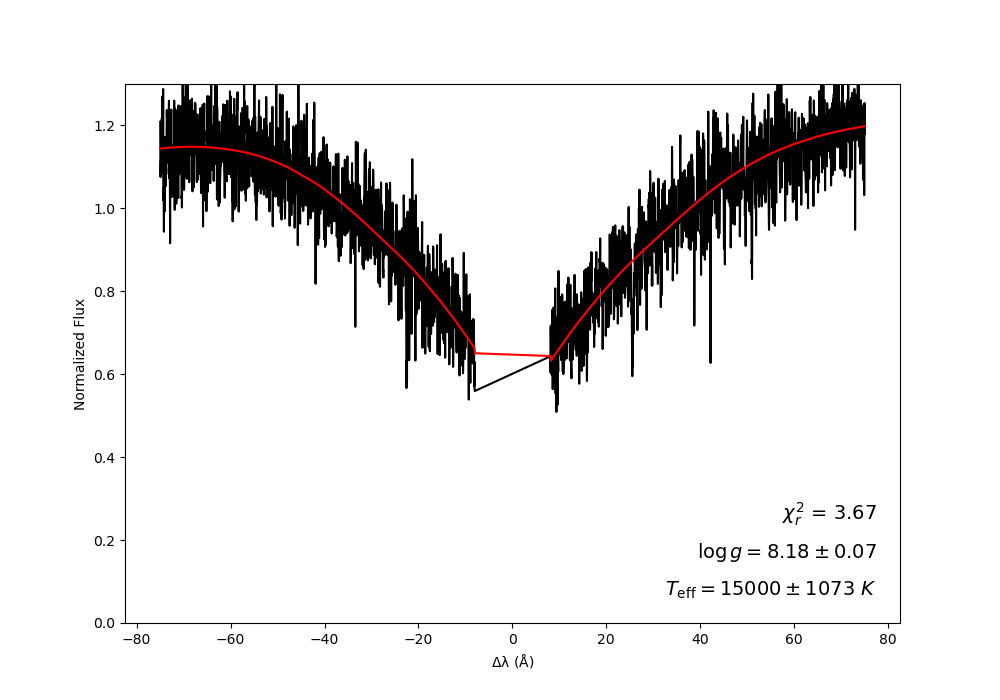 Normalized Flux
1.2
1.0
0.8
0.6
0.4
0.2
0.0
χ²ᵣ = 3.67
log g = 8.18 ± 0.07
T_eff = 15000 ± 1073 K
−80 −60 −40 −20 0 20 40 60 80
Δλ (Å)